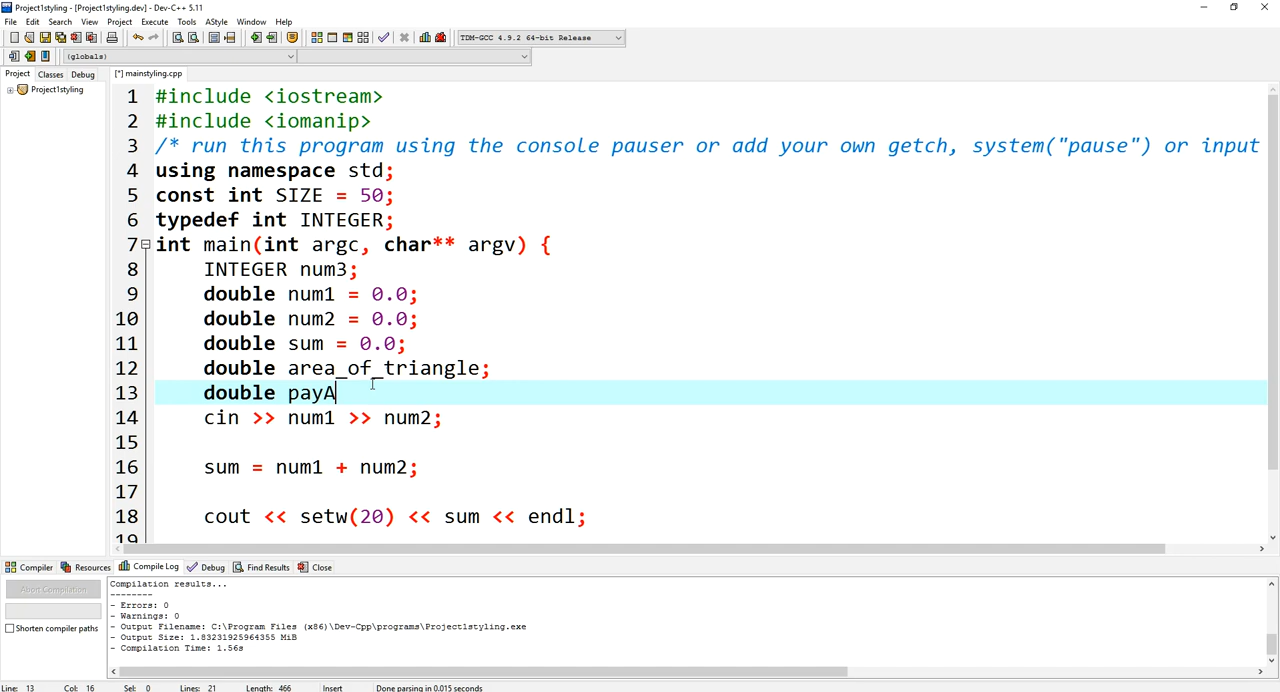 Project1styling - [Project1styling.dev] - Dev-C++ 5.11
File Edit Search View Project Execute Tools AStyle Window Help
TDM-GCC 4.9.2 64-bit Release
(globals)
Project Classes Debug [*] mainstyling.cpp
Project1styling
1 #include <iostream>
2 #include <iomanip>
3 /* run this program using the console pauser or add your own getch, system("pause") or input
4 using namespace std;
5 const int SIZE = 50;
6 typedef int INTEGER;
7 int main(int argc, char** argv) {
8 INTEGER num3;
9 double num1 = 0.0;
10 double num2 = 0.0;
11 double sum = 0.0;
12 double area_of_triangle;
13 double payA
14 cin >> num1 >> num2;
15
16 sum = num1 + num2;
17
18 cout << setw(20) << sum << endl;
19
Compiler Resources Compile Log Debug Find Results Close
Abort Compilation
Shorten compiler paths
Compilation results...
--------
- Errors: 0
- Warnings: 0
- Output Filename: C:\Program Files (x86)\Dev-Cpp\programs\Project1styling.exe
- Output Size: 1.83231925964355 MiB
- Compilation Time: 1.56s
Line: 13 Col: 16 Sel: 0 Lines: 21 Length: 466 Insert Done parsing in 0.015 seconds